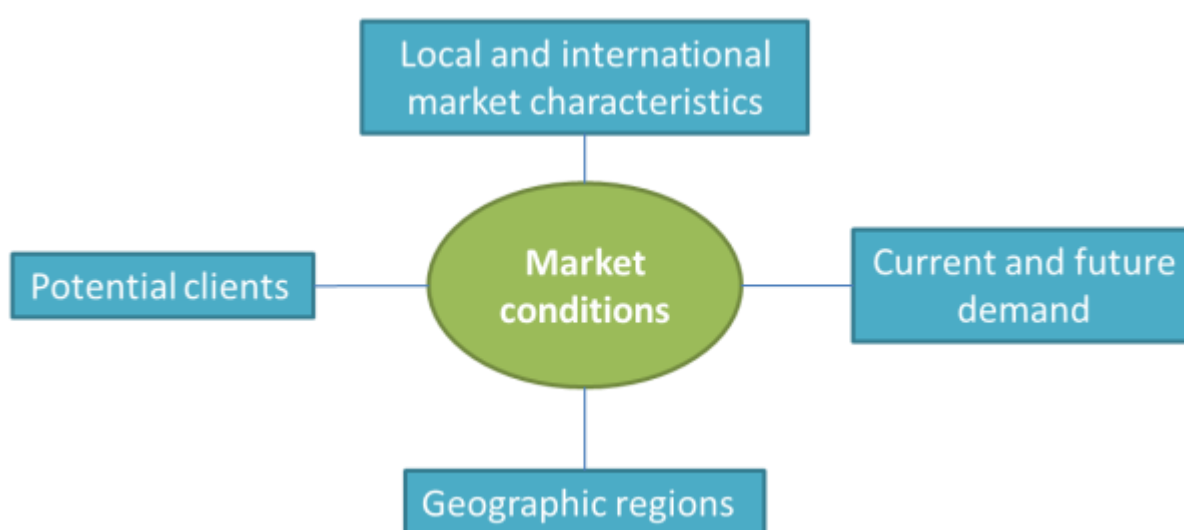 Local and international
market characteristics
Potential clients
Market
conditions
Current and future
demand
Geographic regions